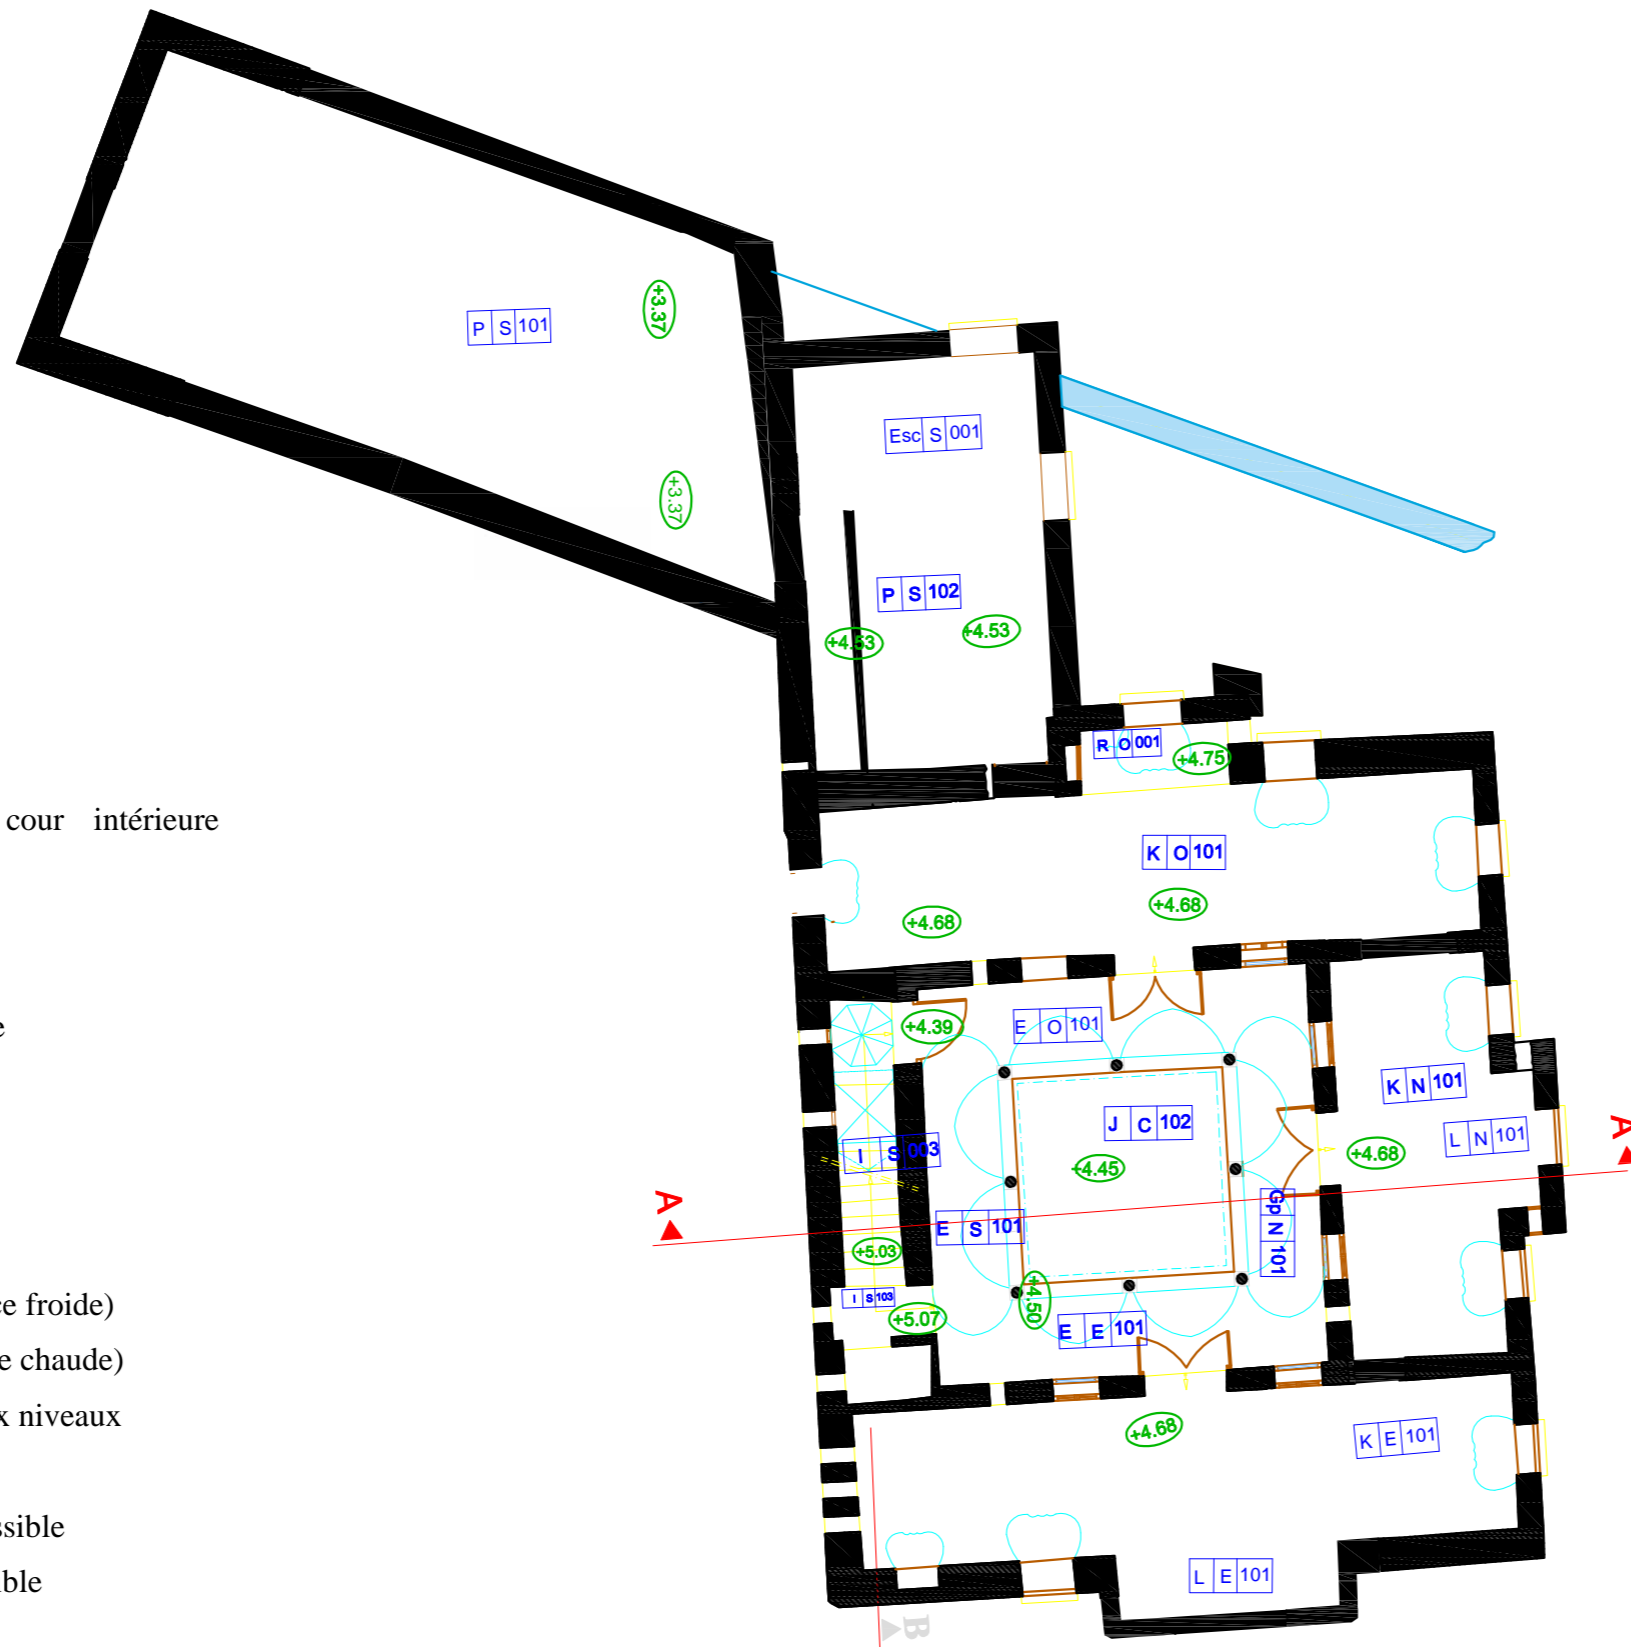 P S 101
+3.37
Esc S 001
+3.37
P S 102
+4.53
+4.53
R O 001
+4.75
cour intérieure
K O 101
+4.68
+4.68
E O 101
+4.39
e
K N 101
J C 102
L N 101
A
I S 003
+4.68
+4.45
A
Gp N 101
E S 101
+5.03
I S 103
+4.50
ce froide)
+5.07
E E 101
e chaude)
x niveaux
+4.68
K E 101
ssible
L E 101
ble
B